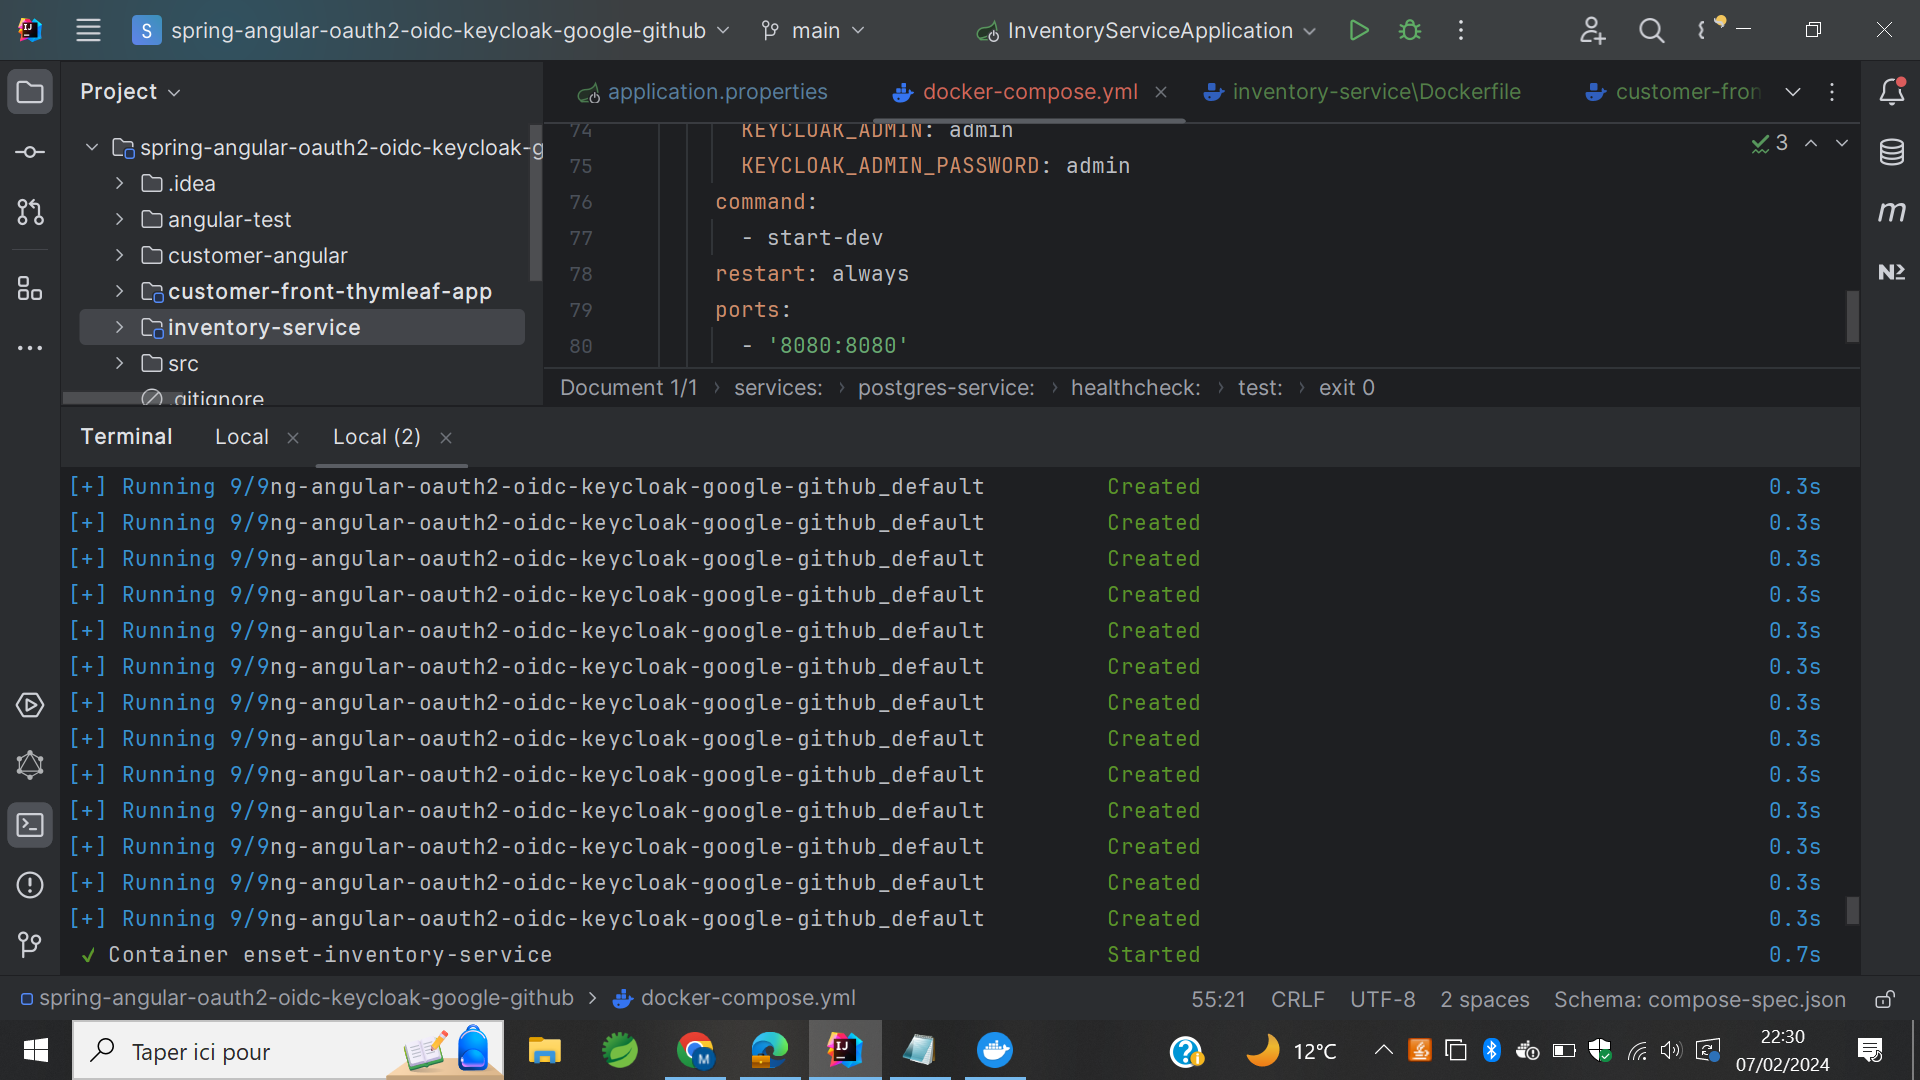 S spring-angular-oauth2-oidc-keycloak-google-github main InventoryServiceApplication
Project
application.properties docker-compose.yml inventory-service\Dockerfile customer-fron
spring-angular-oauth2-oidc-keycloak-g
.idea
angular-test
customer-angular
customer-front-thymleaf-app
inventory-service
src
.gitignore
74 KEYCLOAK_ADMIN: admin
75 KEYCLOAK_ADMIN_PASSWORD: admin
76 command:
77 - start-dev
78 restart: always
79 ports:
80 - '8080:8080'
3
Document 1/1 › services: › postgres-service: › healthcheck: › test: › exit 0
Terminal Local Local (2)
[+] Running 9/9ng-angular-oauth2-oidc-keycloak-google-github_default Created 0.3s
[+] Running 9/9ng-angular-oauth2-oidc-keycloak-google-github_default Created 0.3s
[+] Running 9/9ng-angular-oauth2-oidc-keycloak-google-github_default Created 0.3s
[+] Running 9/9ng-angular-oauth2-oidc-keycloak-google-github_default Created 0.3s
[+] Running 9/9ng-angular-oauth2-oidc-keycloak-google-github_default Created 0.3s
[+] Running 9/9ng-angular-oauth2-oidc-keycloak-google-github_default Created 0.3s
[+] Running 9/9ng-angular-oauth2-oidc-keycloak-google-github_default Created 0.3s
[+] Running 9/9ng-angular-oauth2-oidc-keycloak-google-github_default Created 0.3s
[+] Running 9/9ng-angular-oauth2-oidc-keycloak-google-github_default Created 0.3s
[+] Running 9/9ng-angular-oauth2-oidc-keycloak-google-github_default Created 0.3s
[+] Running 9/9ng-angular-oauth2-oidc-keycloak-google-github_default Created 0.3s
[+] Running 9/9ng-angular-oauth2-oidc-keycloak-google-github_default Created 0.3s
[+] Running 9/9ng-angular-oauth2-oidc-keycloak-google-github_default Created 0.3s
✓ Container enset-inventory-service Started 0.7s
spring-angular-oauth2-oidc-keycloak-google-github › docker-compose.yml 55:21 CRLF UTF-8 2 spaces Schema: compose-spec.json
Taper ici pour 12°C 22:30
07/02/2024